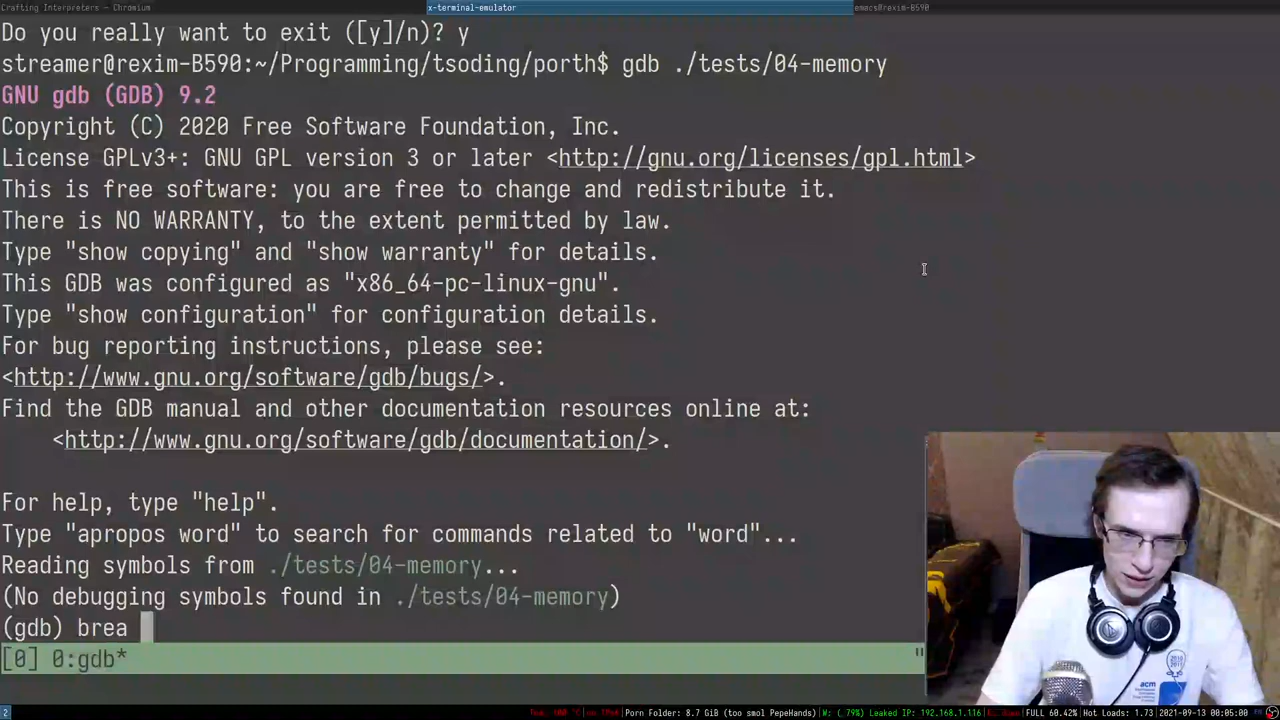 Crafting Interpreters - Chromium
x-terminal-emulator
emacs@rexim-B590
Do you really want to exit ([y]/n)? y
streamer@rexim-B590:~/Programming/tsoding/porth$ gdb ./tests/04-memory
GNU gdb (GDB) 9.2
Copyright (C) 2020 Free Software Foundation, Inc.
License GPLv3+: GNU GPL version 3 or later <http://gnu.org/licenses/gpl.html>
This is free software: you are free to change and redistribute it.
There is NO WARRANTY, to the extent permitted by law.
Type "show copying" and "show warranty" for details.
This GDB was configured as "x86_64-pc-linux-gnu".
Type "show configuration" for configuration details.
For bug reporting instructions, please see:
<http://www.gnu.org/software/gdb/bugs/>.
Find the GDB manual and other documentation resources online at:
<http://www.gnu.org/software/gdb/documentation/>.
For help, type "help".
Type "apropos word" to search for commands related to "word"...
Reading symbols from ./tests/04-memory...
(No debugging symbols found in ./tests/04-memory)
(gdb) brea
[0] 0:gdb* "
acm
2 Porn Folder: 8.7 GiB (too smol PepeHands) W: ( 79%) Leaked IP: 192.168.1.116 FULL 60.42% Hot Loads: 1.73 2021-09-13 00:05:00